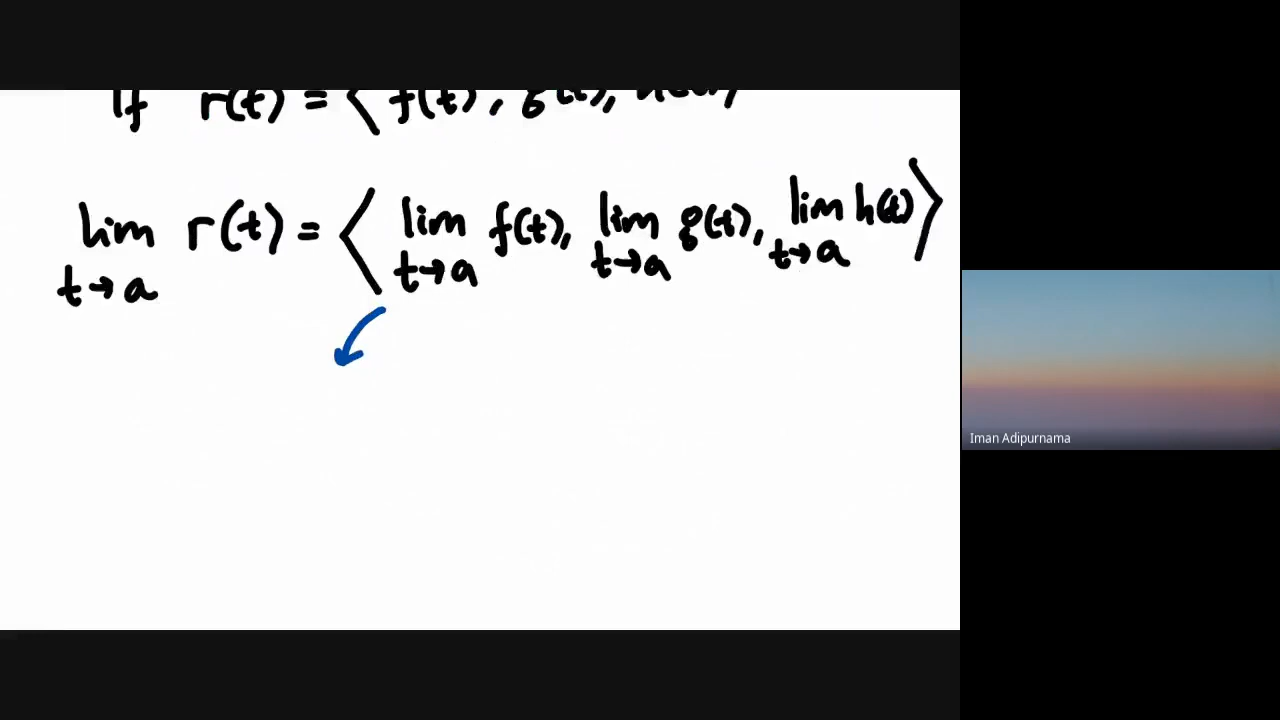 If r(t) = ⟨ f(t), g(t), h(t) ⟩
lim r(t) = ⟨ lim f(t), lim g(t), lim h(t) ⟩
t→a t→a t→a t→a
Iman Adipurnama